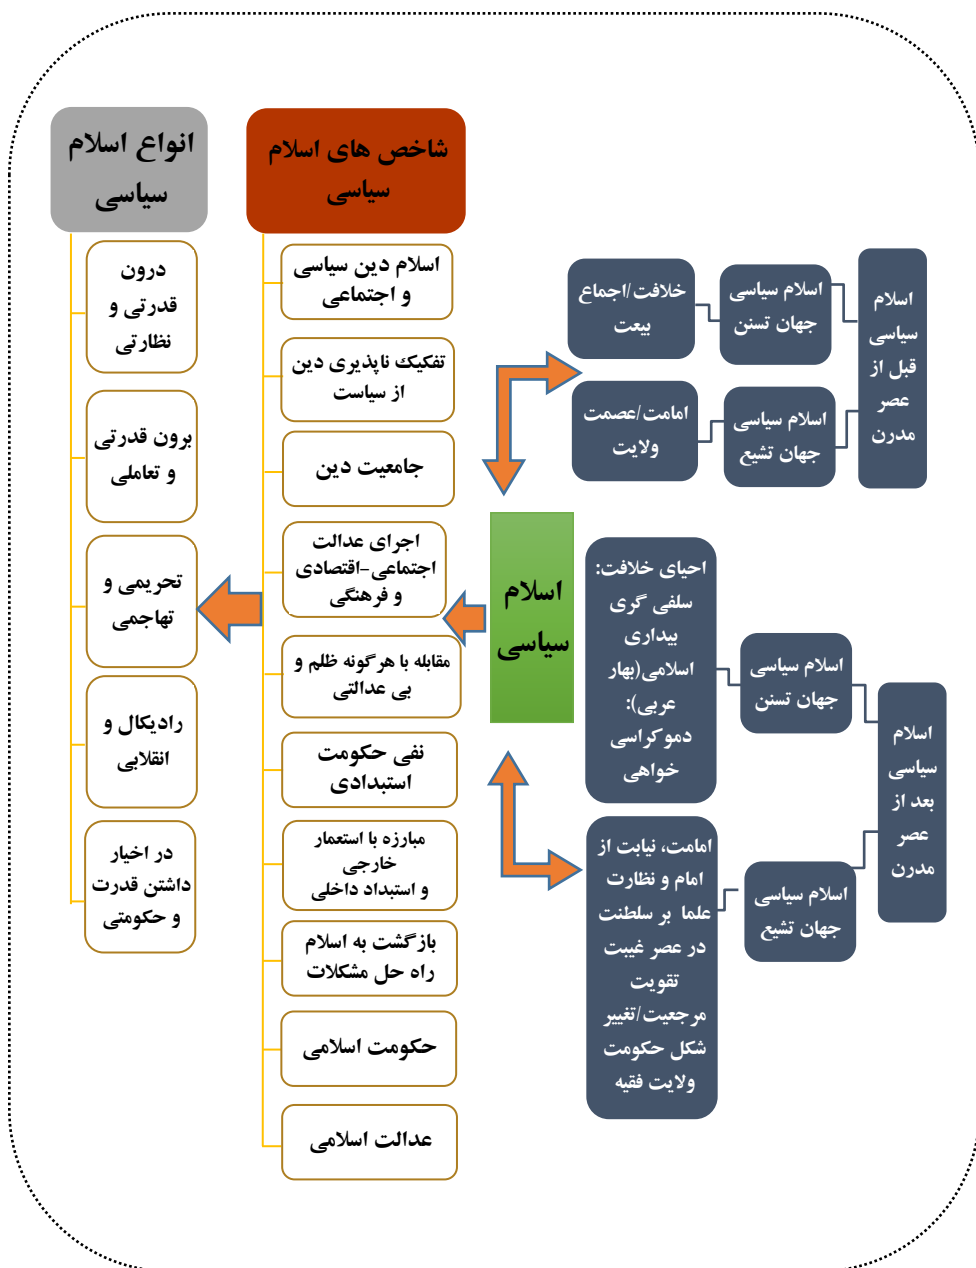 اسلام
سیاسی
قبل از
عصر
مدرن
اسلام سیاسی
جهان تسنن
خلافت/اجماع
بیعت
اسلام سیاسی
جهان تشیع
امامت/عصمت
ولایت
اسلام
سیاسی
بعد از
عصر
مدرن
اسلام سیاسی
جهان تسنن
احیای خلافت:
سلفی گری
بیداری
اسلامی(بهار
عربی):
دموکراسی
خواهی
اسلام سیاسی
جهان تشیع
امامت، نیابت از
امام و نظارت
علما بر سلطنت
در عصر غیبت
تقویت
مرجعیت/تغییر
شکل حکومت
ولایت فقیه
اسلام
سیاسی
شاخص های اسلام
سیاسی
اسلام دین سیاسی
و اجتماعی
تفکیک ناپذیری دین
از سیاست
جامعیت دین
اجرای عدالت
اجتماعی-اقتصادی
و فرهنگی
مقابله با هرگونه ظلم و
بی عدالتی
نفی حکومت
استبدادی
مبارزه با استعمار
خارجی
و استبداد داخلی
بازگشت به اسلام
راه حل مشکلات
حکومت اسلامی
عدالت اسلامی
انواع اسلام
سیاسی
درون
قدرتی و
نظارتی
برون قدرتی
و تعاملی
تحریمی و
تهاجمی
رادیکال و
انقلابی
در اخیار
داشتن قدرت
و حکومتی